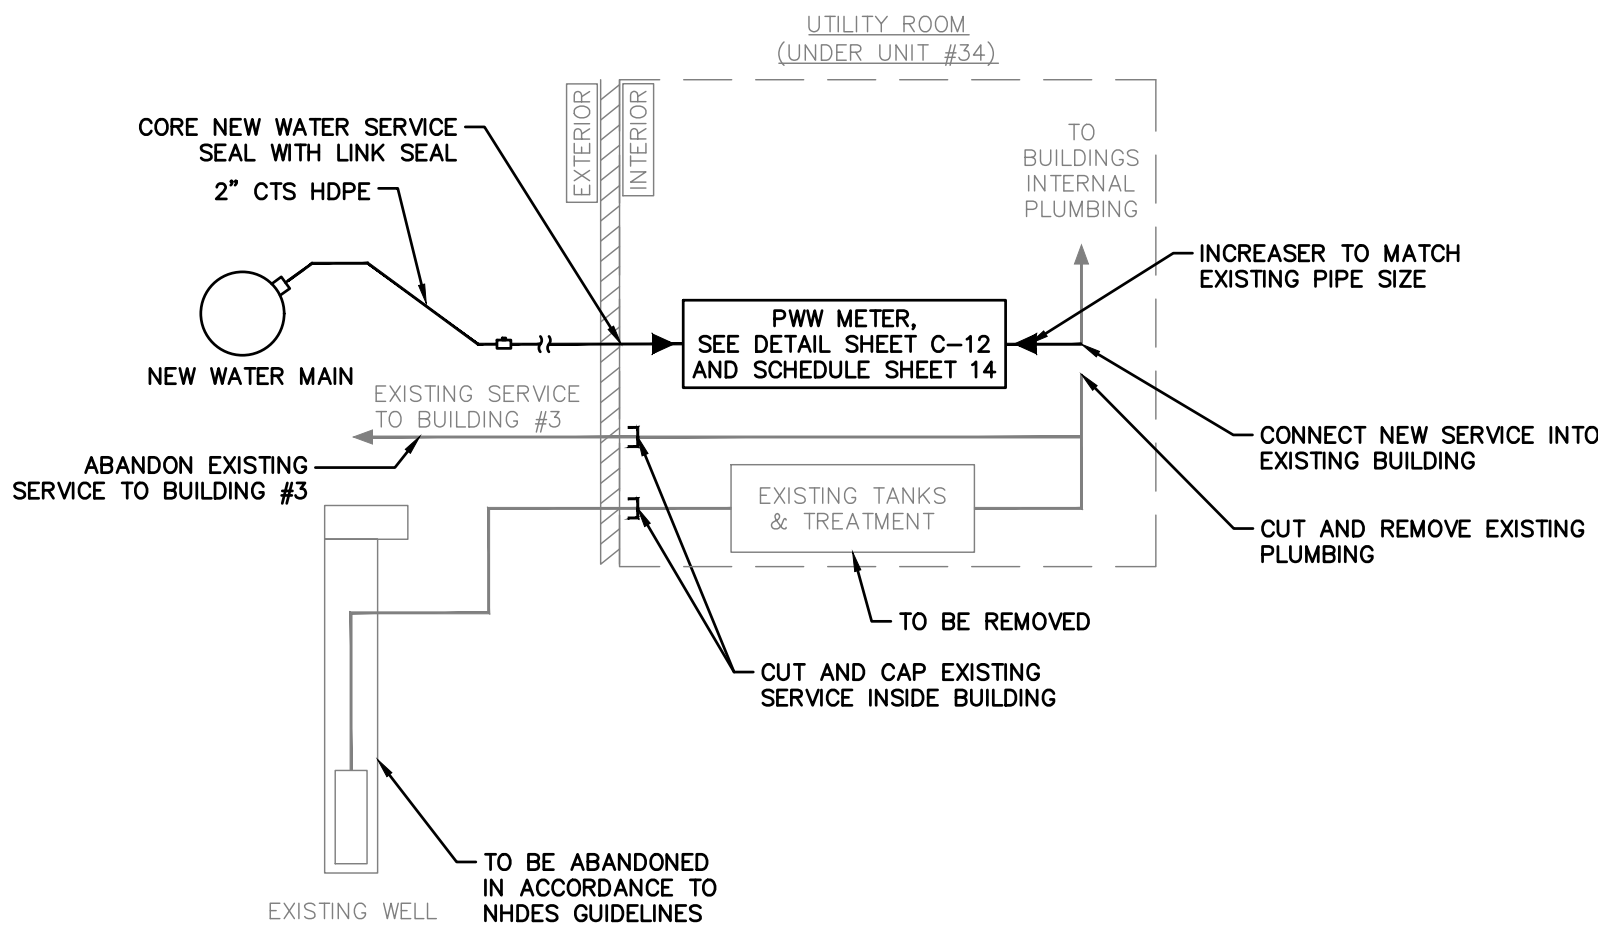 UTILITY ROOM
(UNDER UNIT #34)
EXTERIOR
INTERIOR
CORE NEW WATER SERVICE
SEAL WITH LINK SEAL
2" CTS HDPE
TO
BUILDINGS
INTERNAL
PLUMBING
INCREASER TO MATCH
EXISTING PIPE SIZE
PWW METER,
SEE DETAIL SHEET C-12
AND SCHEDULE SHEET 14
NEW WATER MAIN
EXISTING SERVICE
TO BUILDING #3
CONNECT NEW SERVICE INTO
EXISTING BUILDING
ABANDON EXISTING
SERVICE TO BUILDING #3
EXISTING TANKS
& TREATMENT
CUT AND REMOVE EXISTING
PLUMBING
TO BE REMOVED
CUT AND CAP EXISTING
SERVICE INSIDE BUILDING
TO BE ABANDONED
IN ACCORDANCE TO
NHDES GUIDELINES
EXISTING WELL